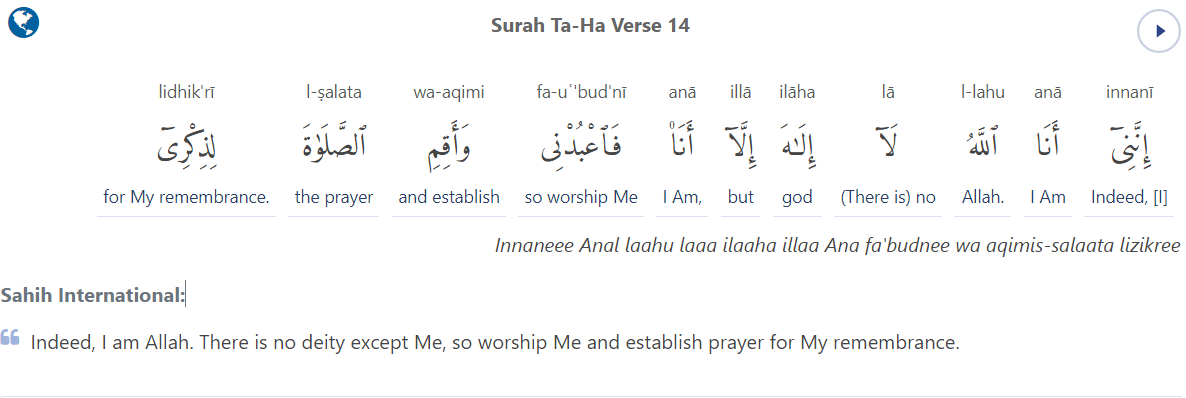 Surah Ta-Ha Verse 14
innanī anā l-lahu lā ilāha illā anā fa-uʿ'bud'nī wa-aqimi l-ṣalata lidhik'rī
إِنَّنِىٓ أَنَا ٱللَّهُ لَآ إِلَـٰهَ إِلَّآ أَنَا۠ فَٱعْبُدْنِى وَأَقِمِ ٱلصَّلَوٰةَ لِذِكْرِىٓ
Indeed, [I] I Am Allah. (There is) no god but I Am, so worship Me and establish the prayer for My remembrance.
Innaneee Anal laahu laaa ilaaha illaa Ana fa'budnee wa aqimis-salaata lizikree
Sahih International:
Indeed, I am Allah. There is no deity except Me, so worship Me and establish prayer for My remembrance.